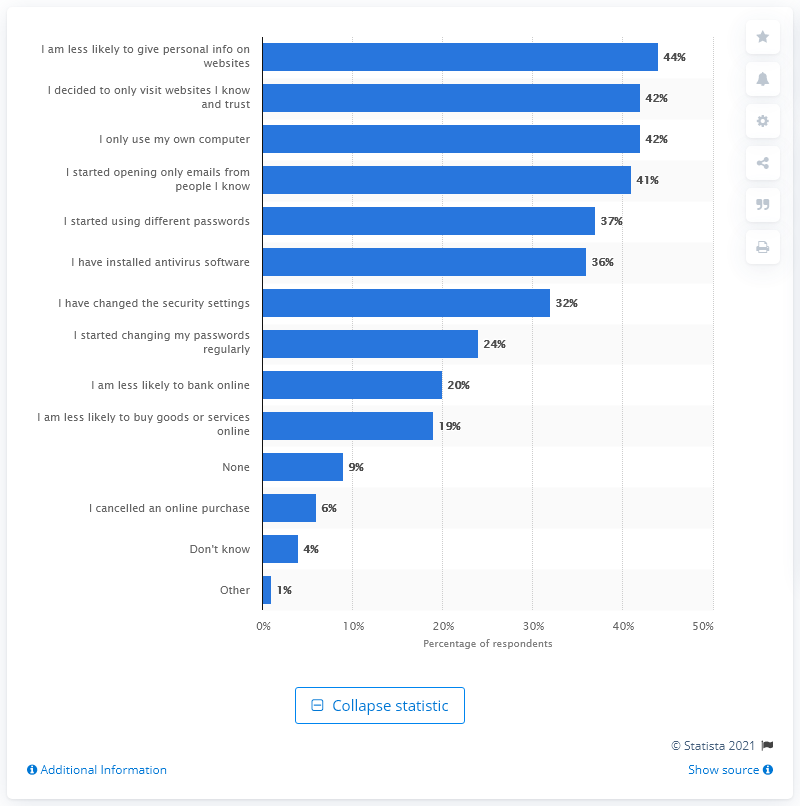 I am less likely to give personal info on
websites
44%
I decided to only visit websites I know
and trust
42%
I only use my own computer
42%
I started opening only emails from
people I know
41%
I started using different passwords
37%
I have installed antivirus software
36%
I have changed the security settings
32%
I started changing my passwords
regularly
24%
I am less likely to bank online
20%
I am less likely to buy goods or services
online
19%
None
9%
I cancelled an online purchase
6%
Don't know
4%
Other
1%
0% 10% 20% 30% 40% 50%
Percentage of respondents
Collapse statistic
© Statista 2021
Additional Information
Show source